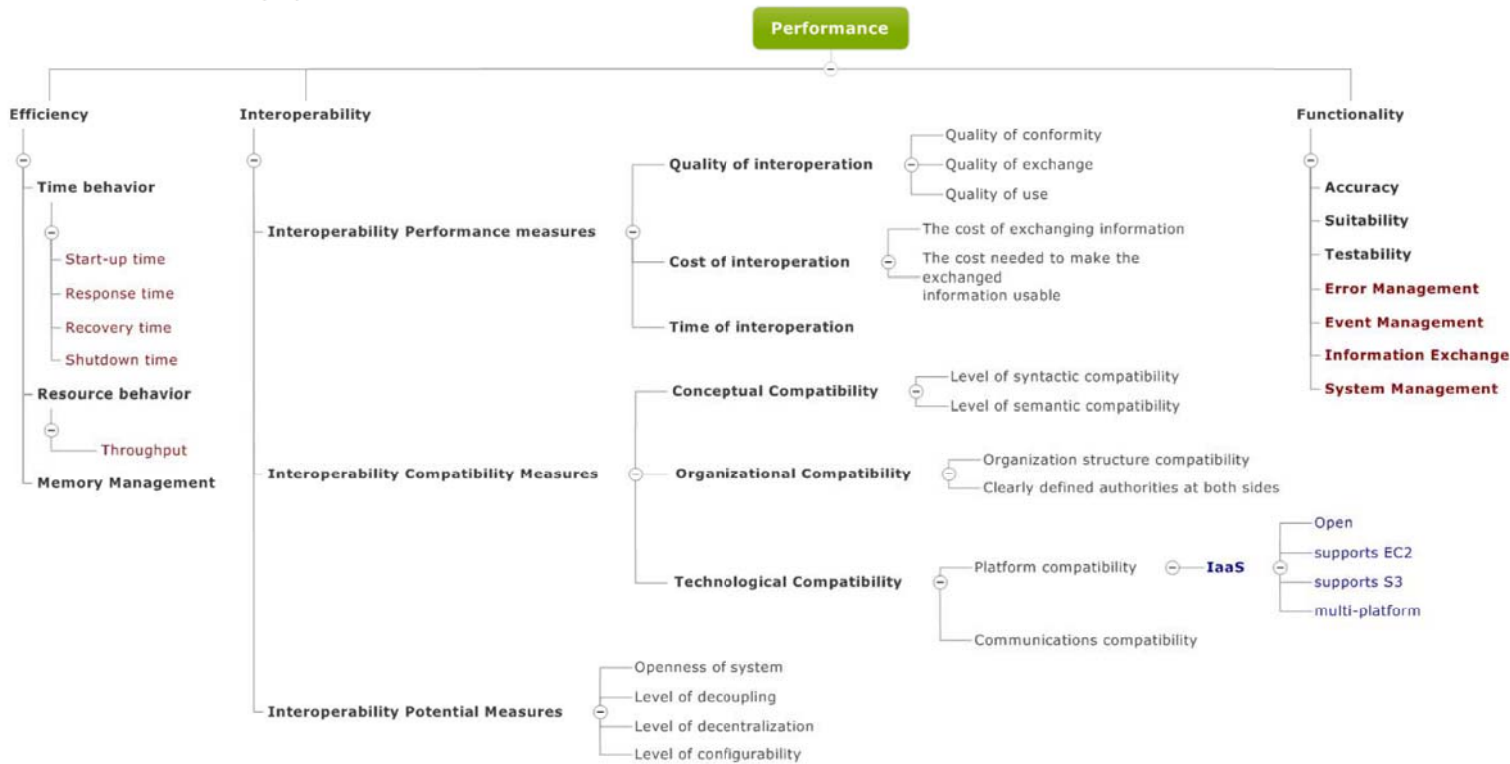 Performance
Efficiency
Time behavior
Start-up time
Response time
Recovery time
Shutdown time
Resource behavior
Throughput
Memory Management
Interoperability
Interoperability Performance measures
Quality of interoperation
Quality of conformity
Quality of exchange
Quality of use
Cost of interoperation
The cost of exchanging information
The cost needed to make the
exchanged
information usable
Time of interoperation
Interoperability Compatibility Measures
Conceptual Compatibility
Level of syntactic compatibility
Level of semantic compatibility
Organizational Compatibility
Organization structure compatibility
Clearly defined authorities at both sides
Technological Compatibility
Platform compatibility
IaaS
Open
supports EC2
supports S3
multi-platform
Communications compatibility
Interoperability Potential Measures
Openness of system
Level of decoupling
Level of decentralization
Level of configurability
Functionality
Accuracy
Suitability
Testability
Error Management
Event Management
Information Exchange
System Management